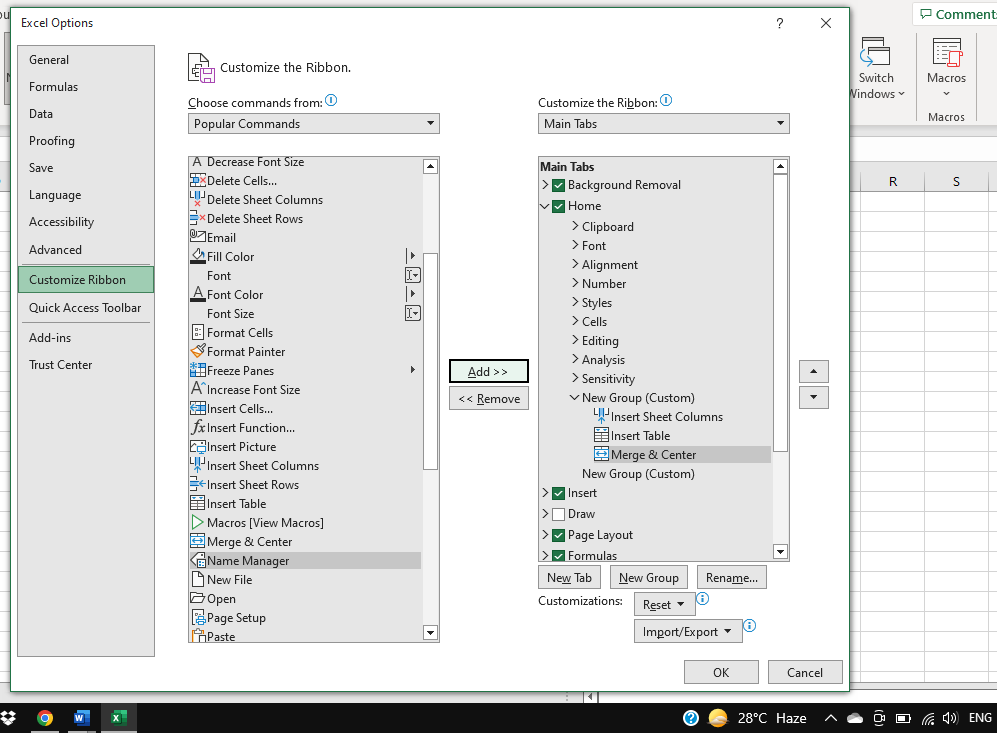 Excel Options
?
General
Formulas
Data
Proofing
Save
Language
Accessibility
Advanced
Customize Ribbon
Quick Access Toolbar
Add-ins
Trust Center
Customize the Ribbon.
Choose commands from:
Popular Commands
Decrease Font Size
Delete Cells...
Delete Sheet Columns
Delete Sheet Rows
Email
Fill Color
Font
Font Color
Font Size
Format Cells
Format Painter
Freeze Panes
Increase Font Size
Insert Cells...
Insert Function...
Insert Picture
Insert Sheet Columns
Insert Sheet Rows
Insert Table
Macros [View Macros]
Merge & Center
Name Manager
New File
Open
Page Setup
Paste
Add >>
<< Remove
Customize the Ribbon:
Main Tabs
Main Tabs
Background Removal
Home
Clipboard
Font
Alignment
Number
Styles
Cells
Editing
Analysis
Sensitivity
New Group (Custom)
Insert Sheet Columns
Insert Table
Merge & Center
New Group (Custom)
Insert
Draw
Page Layout
Formulas
New Tab
New Group
Rename...
Customizations:
Reset
Import/Export
OK
Cancel
Comment
Switch
Windows
Macros
Macros
R
S
28°C Haze
ENG